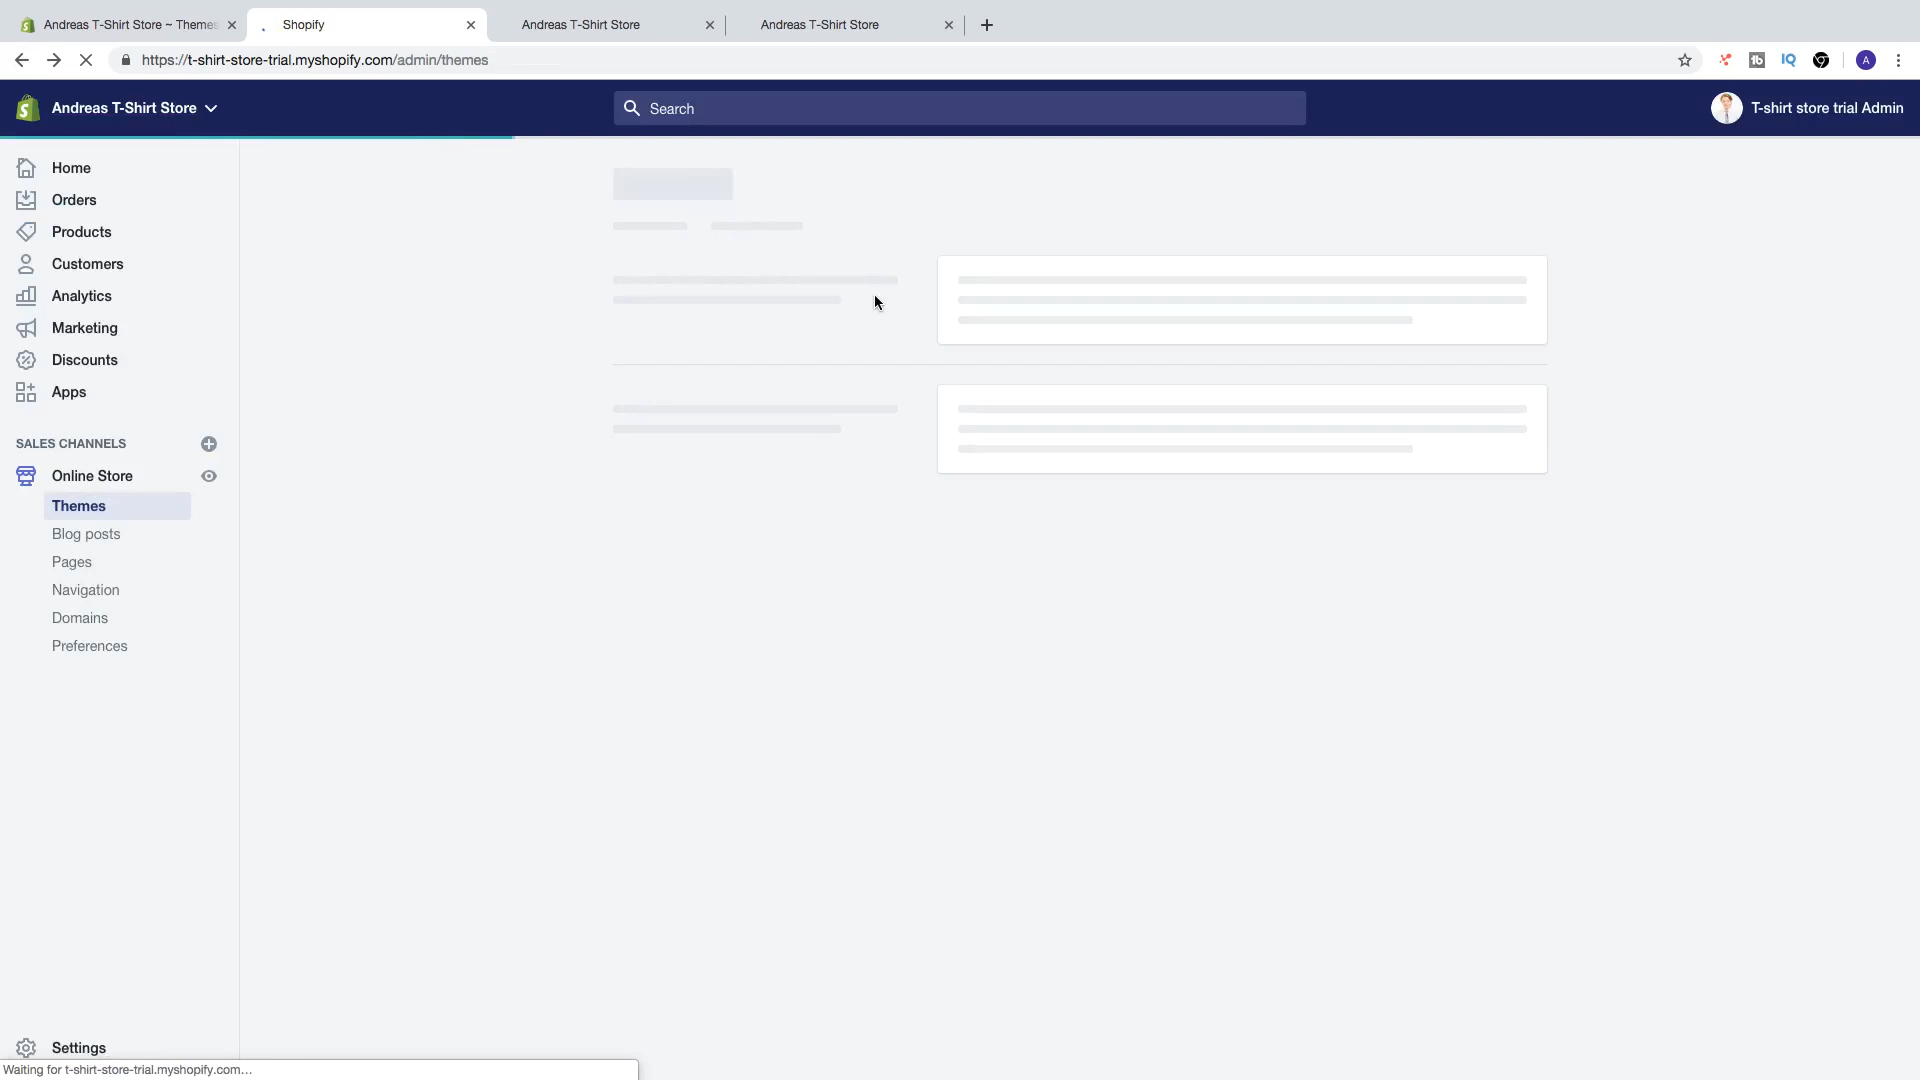 Andreas T-Shirt Store ~ Themes
Shopify
Andreas T-Shirt Store
Andreas T-Shirt Store
https://t-shirt-store-trial.myshopify.com/admin/themes
A
Andreas T-Shirt Store
Search
T-shirt store trial Admin
Home
Orders
Products
Customers
Analytics
Marketing
Discounts
Apps
SALES CHANNELS
Online Store
Themes
Blog posts
Pages
Navigation
Domains
Preferences
Settings
Waiting for t-shirt-store-trial.myshopify.com...